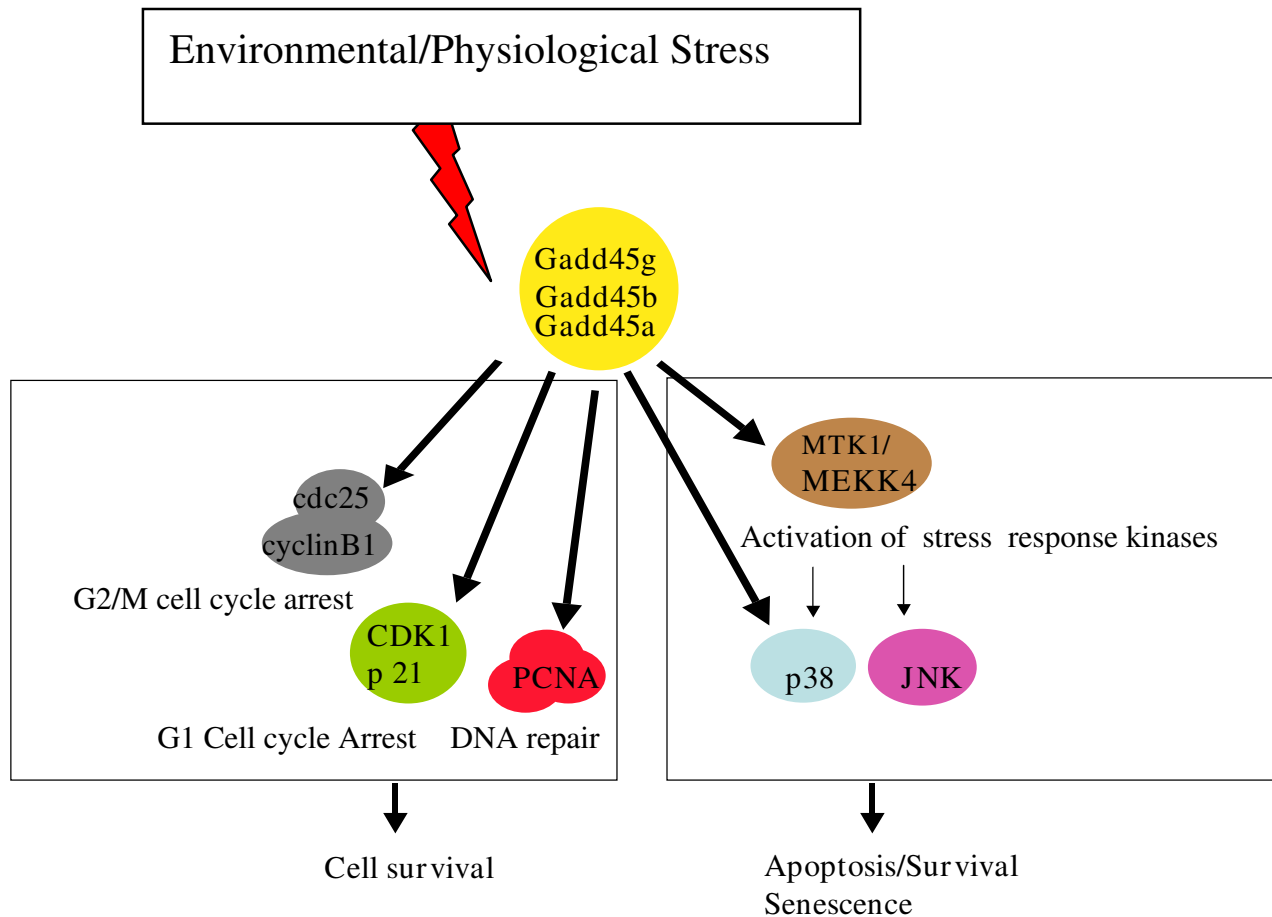 Environmental/Physiological Stress
Gadd45g
Gadd45b
Gadd45a
cdc25
cyclinB1
G2/M cell cycle arrest
CDK1
p 21
PCNA
G1 Cell cycle Arrest
DNA repair
MTK1/
MEKK4
Activation of stress response kinases
p38
JNK
Cell survival
Apoptosis/Survival
Senescence